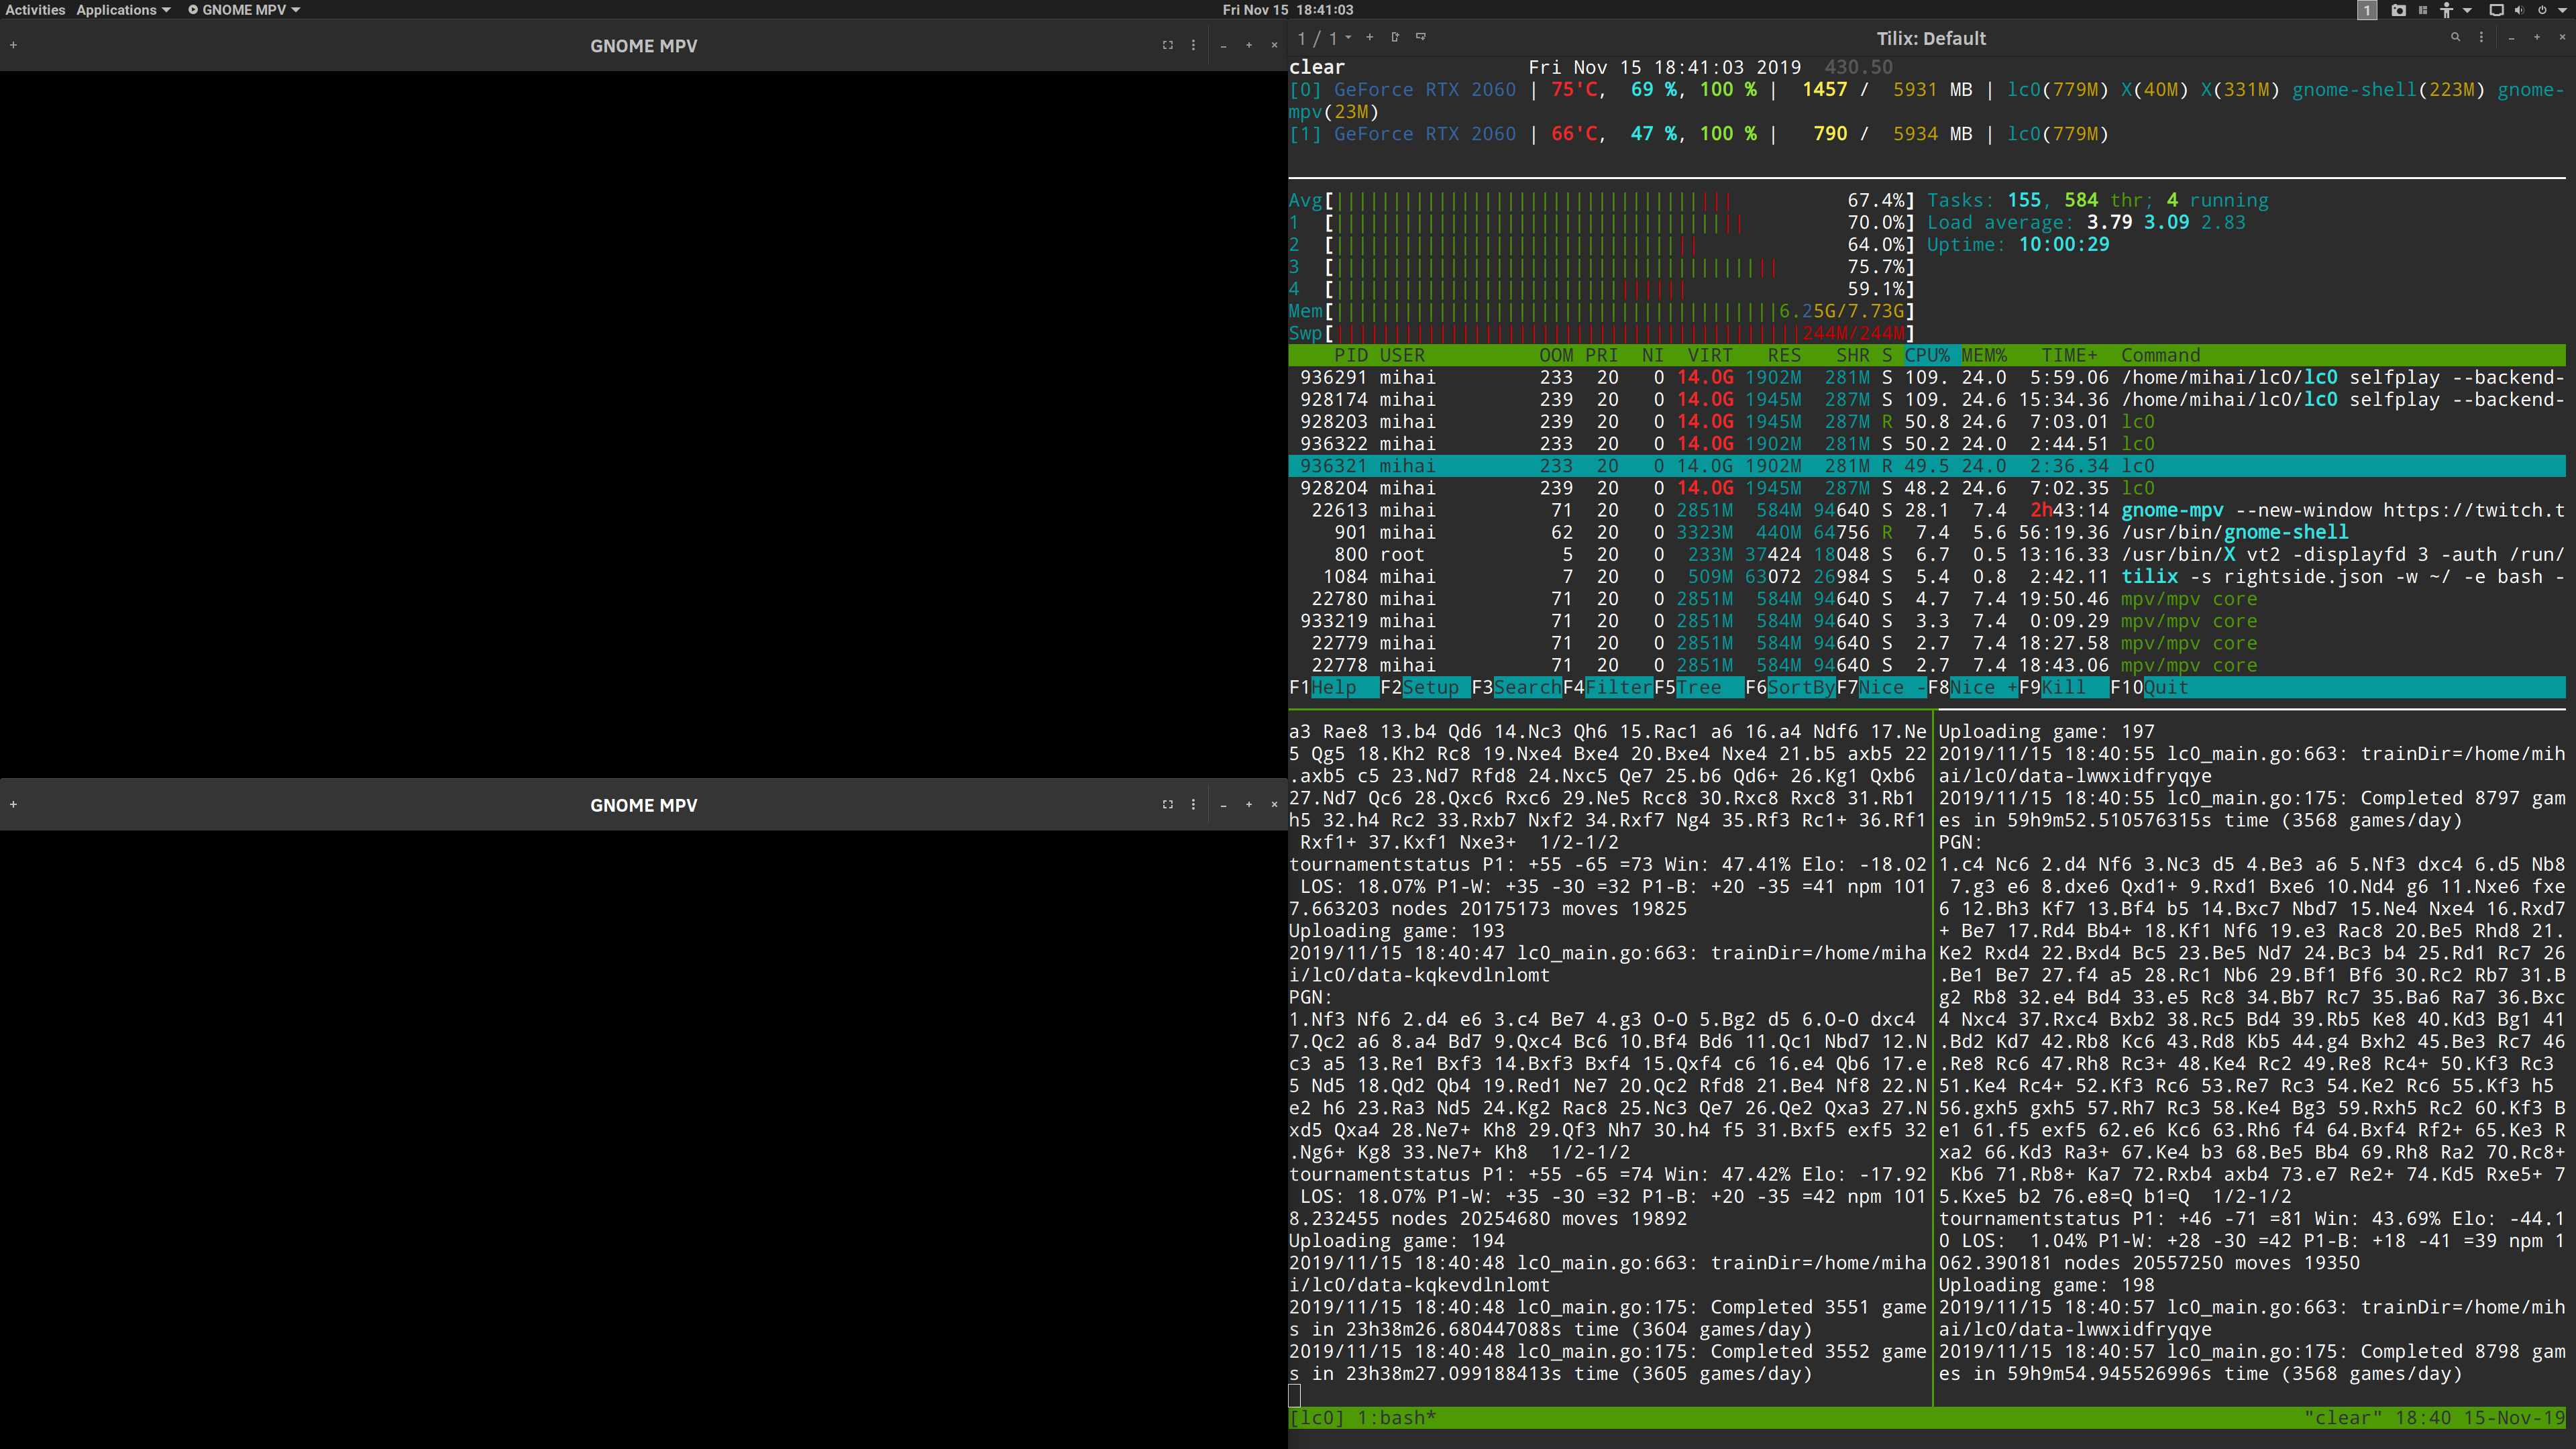 Activities Applications GNOME MPV Fri Nov 15 18:41:03 1
GNOME MPV
GNOME MPV
1 / 1 Tilix: Default
clear Fri Nov 15 18:41:03 2019 430.50
[0] GeForce RTX 2060 | 75'C, 69 %, 100 % | 1457 / 5931 MB | lc0(779M) X(40M) X(331M) gnome-shell(223M) gnome-
mpv(23M)
[1] GeForce RTX 2060 | 66'C, 47 %, 100 % | 790 / 5934 MB | lc0(779M)
Avg[ 67.4%] Tasks: 155, 584 thr; 4 running
1 [ 70.0%] Load average: 3.79 3.09 2.83
2 [ 64.0%] Uptime: 10:00:29
3 [ 75.7%]
4 [ 59.1%]
Mem[ 6.25G/7.73G]
Swp[ 244M/244M]
PID USER OOM PRI NI VIRT RES SHR S CPU% MEM% TIME+ Command
936291 mihai 233 20 0 14.0G 1902M 281M S 109. 24.0 5:59.06 /home/mihai/lc0/lc0 selfplay --backend-
928174 mihai 239 20 0 14.0G 1945M 287M S 109. 24.6 15:34.36 /home/mihai/lc0/lc0 selfplay --backend-
928203 mihai 239 20 0 14.0G 1945M 287M R 50.8 24.6 7:03.01 lc0
936322 mihai 233 20 0 14.0G 1902M 281M S 50.2 24.0 2:44.51 lc0
936321 mihai 233 20 0 14.0G 1902M 281M R 49.5 24.0 2:36.34 lc0
928204 mihai 239 20 0 14.0G 1945M 287M S 48.2 24.6 7:02.35 lc0
22613 mihai 71 20 0 2851M 584M 94640 S 28.1 7.4 2h43:14 gnome-mpv --new-window https://twitch.t
901 mihai 62 20 0 3323M 440M 64756 R 7.4 5.6 56:19.36 /usr/bin/gnome-shell
800 root 5 20 0 233M 37424 18048 S 6.7 0.5 13:16.33 /usr/bin/X vt2 -displayfd 3 -auth /run/
1084 mihai 7 20 0 509M 63072 26984 S 5.4 0.8 2:42.11 tilix -s rightside.json -w ~/ -e bash -
22780 mihai 71 20 0 2851M 584M 94640 S 4.7 7.4 19:50.46 mpv/mpv core
933219 mihai 71 20 0 2851M 584M 94640 S 3.3 7.4 0:09.29 mpv/mpv core
22779 mihai 71 20 0 2851M 584M 94640 S 2.7 7.4 18:27.58 mpv/mpv core
22778 mihai 71 20 0 2851M 584M 94640 S 2.7 7.4 18:43.06 mpv/mpv core
F1Help F2Setup F3SearchF4FilterF5Tree F6SortByF7Nice -F8Nice +F9Kill F10Quit
a3 Rae8 13.b4 Qd6 14.Nc3 Qh6 15.Rac1 a6 16.a4 Ndf6 17.Ne
5 Qg5 18.Kh2 Rc8 19.Nxe4 Bxe4 20.Bxe4 Nxe4 21.b5 axb5 22
.axb5 c5 23.Nd7 Rfd8 24.Nxc5 Qe7 25.b6 Qd6+ 26.Kg1 Qxb6
27.Nd7 Qc6 28.Qxc6 Rxc6 29.Ne5 Rcc8 30.Rxc8 Rxc8 31.Rb1
h5 32.h4 Rc2 33.Rxb7 Nxf2 34.Rxf7 Ng4 35.Rf3 Rc1+ 36.Rf1
Rxf1+ 37.Kxf1 Nxe3+ 1/2-1/2
tournamentstatus P1: +55 -65 =73 Win: 47.41% Elo: -18.02
LOS: 18.07% P1-W: +35 -30 =32 P1-B: +20 -35 =41 npm 101
7.663203 nodes 20175173 moves 19825
Uploading game: 193
2019/11/15 18:40:47 lc0_main.go:663: trainDir=/home/miha
i/lc0/data-kqkevdlnlomt
PGN:
1.Nf3 Nf6 2.d4 e6 3.c4 Be7 4.g3 O-O 5.Bg2 d5 6.O-O dxc4
7.Qc2 a6 8.a4 Bd7 9.Qxc4 Bc6 10.Bf4 Bd6 11.Qc1 Nbd7 12.N
c3 a5 13.Re1 Bxf3 14.Bxf3 Bxf4 15.Qxf4 c6 16.e4 Qb6 17.e
5 Nd5 18.Qd2 Qb4 19.Red1 Ne7 20.Qc2 Rfd8 21.Be4 Nf8 22.N
e2 h6 23.Ra3 Nd5 24.Kg2 Rac8 25.Nc3 Qe7 26.Qe2 Qxa3 27.N
xd5 Qxa4 28.Ne7+ Kh8 29.Qf3 Nh7 30.h4 f5 31.Bxf5 exf5 32
.Ng6+ Kg8 33.Ne7+ Kh8 1/2-1/2
tournamentstatus P1: +55 -65 =74 Win: 47.42% Elo: -17.92
LOS: 18.07% P1-W: +35 -30 =32 P1-B: +20 -35 =42 npm 101
8.232455 nodes 20254680 moves 19892
Uploading game: 194
2019/11/15 18:40:48 lc0_main.go:663: trainDir=/home/miha
i/lc0/data-kqkevdlnlomt
2019/11/15 18:40:48 lc0_main.go:175: Completed 3551 game
s in 23h38m26.680447088s time (3604 games/day)
2019/11/15 18:40:48 lc0_main.go:175: Completed 3552 game
s in 23h38m27.099188413s time (3605 games/day)
Uploading game: 197
2019/11/15 18:40:55 lc0_main.go:663: trainDir=/home/mih
ai/lc0/data-lwwxidfryqye
2019/11/15 18:40:55 lc0_main.go:175: Completed 8797 gam
es in 59h9m52.510576315s time (3568 games/day)
PGN:
1.c4 Nc6 2.d4 Nf6 3.Nc3 d5 4.Be3 a6 5.Nf3 dxc4 6.d5 Nb8
7.g3 e6 8.dxe6 Qxd1+ 9.Rxd1 Bxe6 10.Nd4 g6 11.Nxe6 fxe
6 12.Bh3 Kf7 13.Bf4 b5 14.Bxc7 Nbd7 15.Ne4 Nxe4 16.Rxd7
+ Be7 17.Rd4 Bb4+ 18.Kf1 Nf6 19.e3 Rac8 20.Be5 Rhd8 21.
Ke2 Rxd4 22.Bxd4 Bc5 23.Be5 Nd7 24.Bc3 b4 25.Rd1 Rc7 26
.Be1 Be7 27.f4 a5 28.Rc1 Nb6 29.Bf1 Bf6 30.Rc2 Rb7 31.B
g2 Rb8 32.e4 Bd4 33.e5 Rc8 34.Bb7 Rc7 35.Ba6 Ra7 36.Bxc
4 Nxc4 37.Rxc4 Bxb2 38.Rc5 Bd4 39.Rb5 Ke8 40.Kd3 Bg1 41
.Bd2 Kd7 42.Rb8 Kc6 43.Rd8 Kb5 44.g4 Bxh2 45.Be3 Rc7 46
.Re8 Rc6 47.Rh8 Rc3+ 48.Ke4 Rc2 49.Re8 Rc4+ 50.Kf3 Rc3
51.Ke4 Rc4+ 52.Kf3 Rc6 53.Re7 Rc3 54.Ke2 Rc6 55.Kf3 h5
56.gxh5 gxh5 57.Rh7 Rc3 58.Ke4 Bg3 59.Rxh5 Rc2 60.Kf3 B
e1 61.f5 exf5 62.e6 Kc6 63.Rh6 f4 64.Bxf4 Rf2+ 65.Ke3 R
xa2 66.Kd3 Ra3+ 67.Ke4 b3 68.Be5 Bb4 69.Rh8 Ra2 70.Rc8+
Kb6 71.Rb8+ Ka7 72.Rxb4 axb4 73.e7 Re2+ 74.Kd5 Rxe5+ 7
5.Kxe5 b2 76.e8=Q b1=Q 1/2-1/2
tournamentstatus P1: +46 -71 =81 Win: 43.69% Elo: -44.1
0 LOS: 1.04% P1-W: +28 -30 =42 P1-B: +18 -41 =39 npm 1
062.390181 nodes 20557250 moves 19350
Uploading game: 198
2019/11/15 18:40:57 lc0_main.go:663: trainDir=/home/mih
ai/lc0/data-lwwxidfryqye
2019/11/15 18:40:57 lc0_main.go:175: Completed 8798 gam
es in 59h9m54.945526996s time (3568 games/day)
[lc0] 1:bash* "clear" 18:40 15-Nov-19